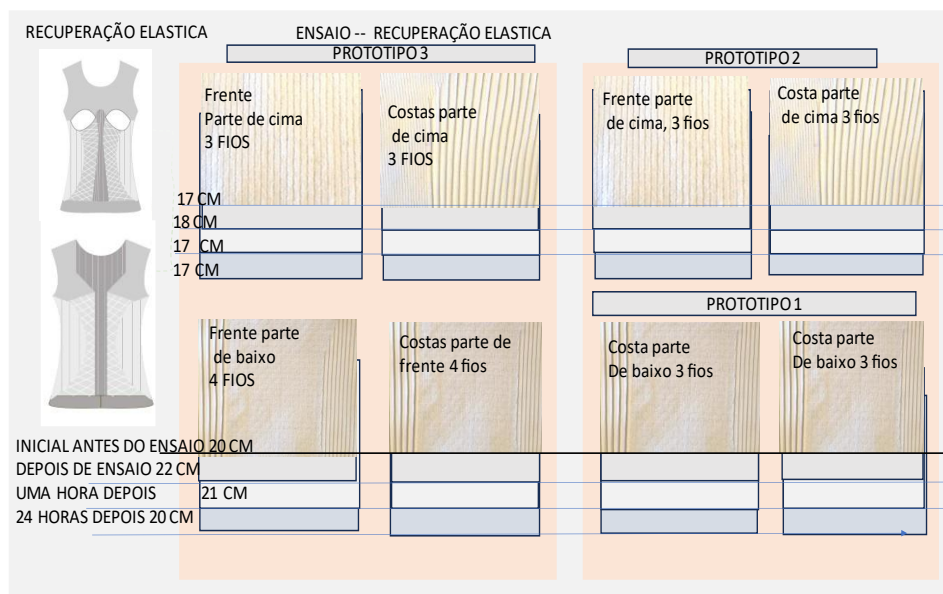 RECUPERAÇÃO ELASTICA
ENSAIO -- RECUPERAÇÃO ELASTICA
PROTOTIPO 3
PROTOTIPO 2
Frente
Parte de cima
3 FIOS
Costas parte
de cima
3 FIOS
Frente parte
de cima, 3 fios
Costa parte
de cima 3 fios
17 CM
18 CM
17 CM
17 CM
PROTOTIPO 1
Frente parte
de baixo
4 FIOS
Costas parte de
frente 4 fios
Costa parte
De baixo 3 fios
Costa parte
De baixo 3 fios
INICIAL ANTES DO ENSAIO 20 CM
DEPOIS DE ENSAIO 22 CM
UMA HORA DEPOIS 21 CM
24 HORAS DEPOIS 20 CM